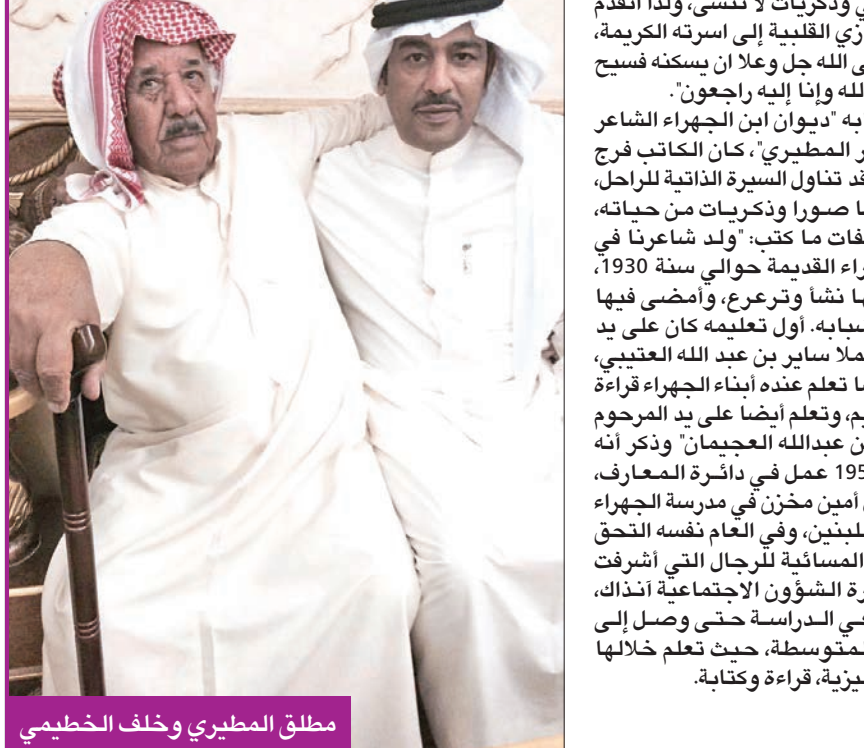 ي وذكريات لا تنسى، ولذا أتقدم
زي القلبية إلى اسرته الكريمة،
ى الله جل وعلا ان يسكنه فسيح
لله وإنا إليه راجعون".
به "ديوان ابن الجهراء الشاعر
ر المطيري"، كان الكاتب فرج
قد تناول السيرة الذاتية للراحل،
ا صورا وذكريات من حياته،
فات ما كتب: "ولد شاعرنا في
راء القديمة حوالي سنة 1930،
ها نشأ وترعرع، وأمضى فيها
سبابه. أول تعليمه كان على يد
ملا ساير بن عبد الله العتيبي،
ما تعلم عنده أبناء الجهراء قراءة
يم، وتعلم أيضا على يد المرحوم
ن عبدالله العجيمان" وذكر أنه
195 عمل في دائرة المعارف،
أمين مخزن في مدرسة الجهراء
لبنين، وفي العام نفسه التحق
المسائية للرجال التي أشرفت
رة الشؤون الاجتماعية آنذاك،
في الدراسة حتى وصل إلى
لمتوسطة، حيث تعلم خلالها
يزية، قراءة وكتابة.
مطلق المطيري وخلف الخطيمي